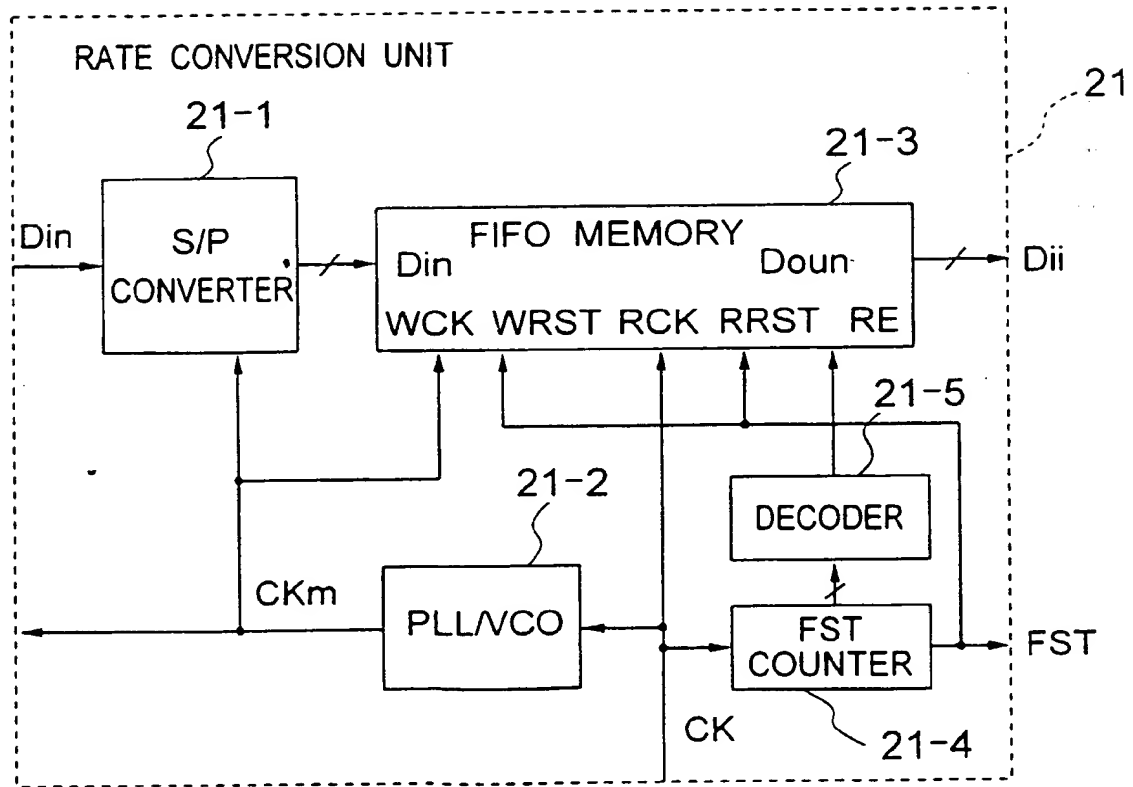 RATE CONVERSION UNIT
21
21-1
21-3
Din
S/P
CONVERTER
FIFO MEMORY
Din
Doun
Dii
WCK WRST RCK RRST RE
21-5
21-2
DECODER
CKm
PLL/VCO
FST
COUNTER
FST
CK
21-4